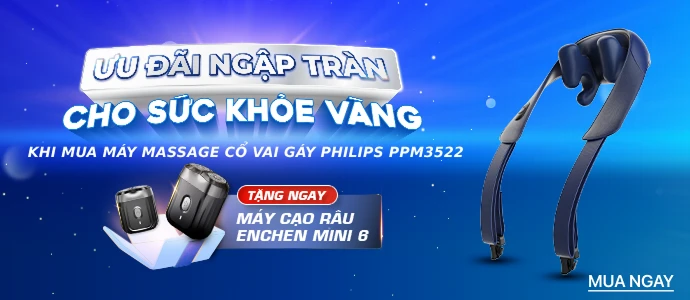 ƯU ĐÃI NGẬP TRÀN
CHO SỨC KHỎE VÀNG
KHI MUA MÁY MASSAGE CỔ VAI GÁY PHILIPS PPM3522
TẶNG NGAY
MÁY CẠO RÂU
ENCHEN MINI 6
MUA NGAY